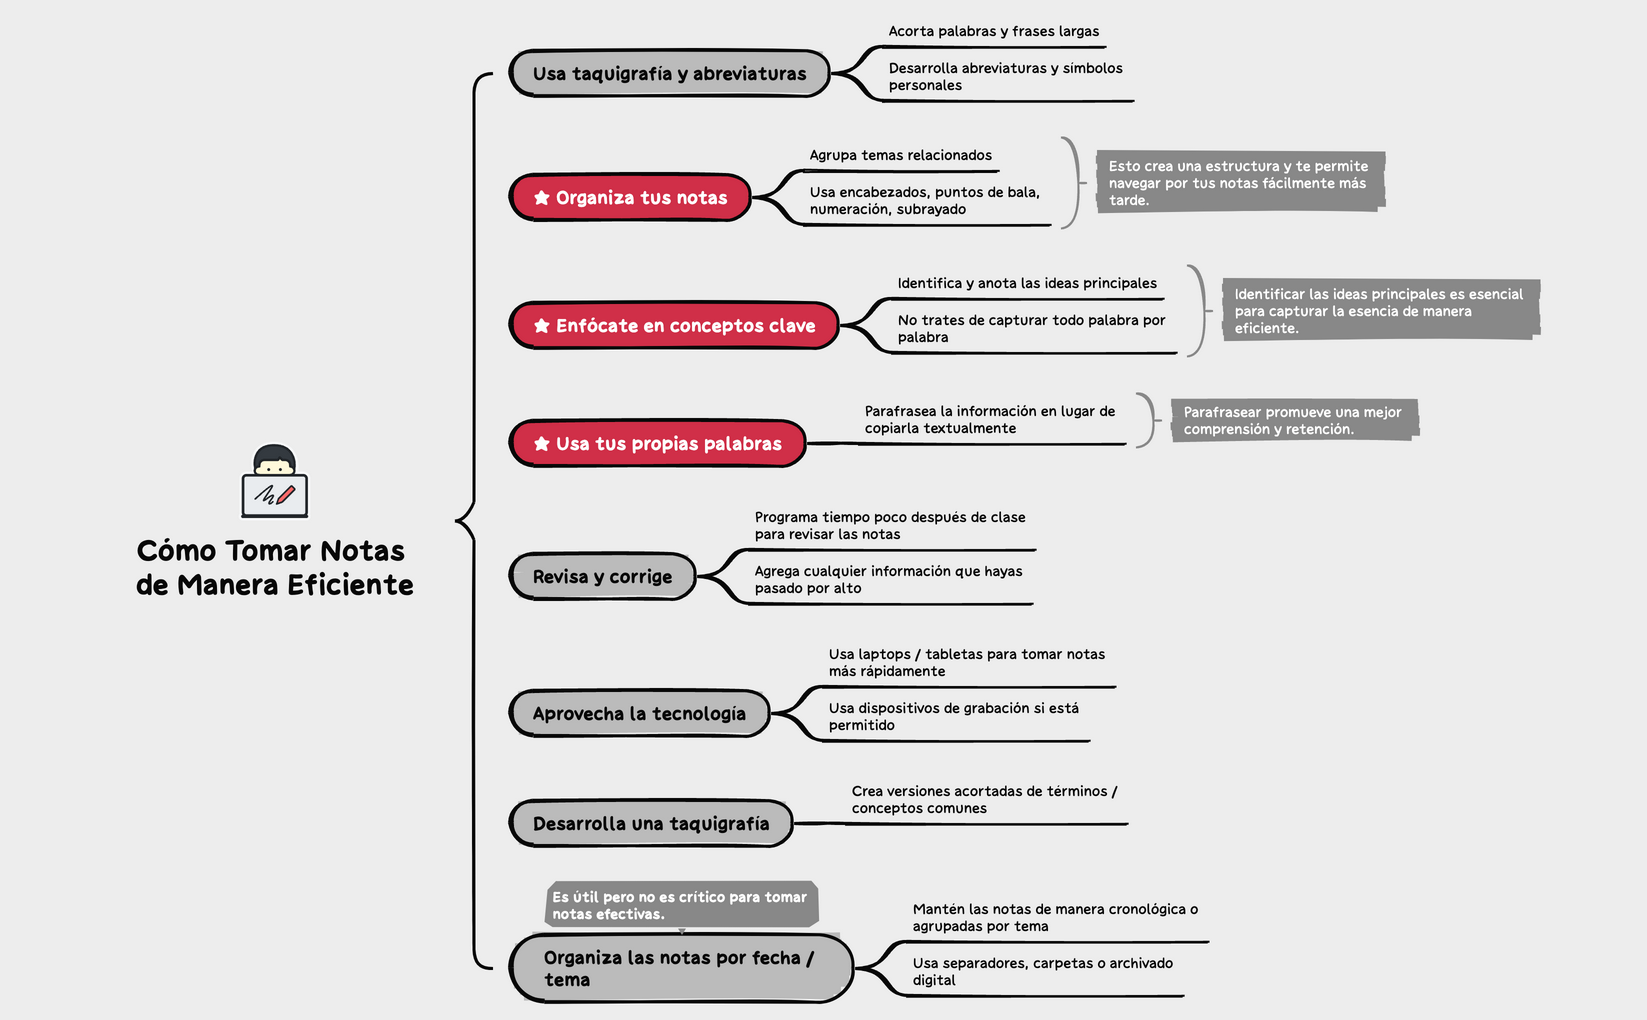 Cómo Tomar Notas
de Manera Eficiente
Usa taquigrafía y abreviaturas
Acorta palabras y frases largas
Desarrolla abreviaturas y símbolos
personales
Organiza tus notas
Agrupa temas relacionados
Usa encabezados, puntos de bala,
numeración, subrayado
Esto crea una estructura y te permite
navegar por tus notas fácilmente más
tarde.
Enfócate en conceptos clave
Identifica y anota las ideas principales
No trates de capturar todo palabra por
palabra
Identificar las ideas principales es esencial
para capturar la esencia de manera
eficiente.
Usa tus propias palabras
Parafrasea la información en lugar de
copiarla textualmente
Parafrasear promueve una mejor
comprensión y retención.
Revisa y corrige
Programa tiempo poco después de clase
para revisar las notas
Agrega cualquier información que hayas
pasado por alto
Aprovecha la tecnología
Usa laptops / tabletas para tomar notas
más rápidamente
Usa dispositivos de grabación si está
permitido
Desarrolla una taquigrafía
Crea versiones acortadas de términos /
conceptos comunes
Es útil pero no es crítico para tomar
notas efectivas.
Organiza las notas por fecha /
tema
Mantén las notas de manera cronológica o
agrupadas por tema
Usa separadores, carpetas o archivado
digital